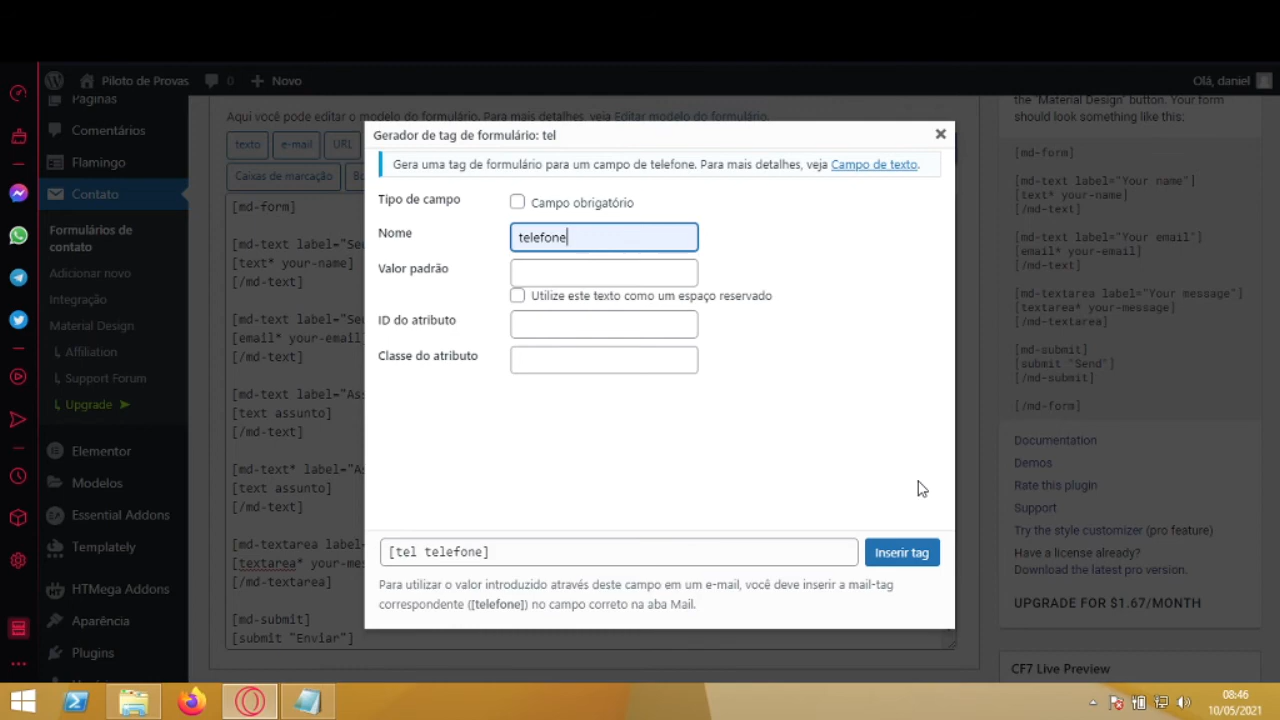 Piloto de Provas
0
Novo
Olá, daniel
Páginas
Comentários
Flamingo
Contato
Formulários de
contato
Adicionar novo
Integração
Material Design
Affiliation
Support Forum
Upgrade ➤
Elementor
Modelos
Essential Addons
Templately
HTMega Addons
Aparência
Plugins
Aqui você pode editar o modelo do formulário. Para mais detalhes, veja Editar modelo do formulário.
texto
e-mail
URL
Caixas de marcação
[md-form]
[md-text label="Se
[text* your-name]
[/md-text]
[md-text label="Se
[email* your-email]
[/md-text]
[md-text label="As
[text assunto]
[/md-text]
[md-text* label="As
[text assunto]
[/md-text]
[md-textarea label=
[textarea* your-me
[/md-textarea]
[md-submit]
[submit "Enviar"]
Gerador de tag de formulário: tel
Gera uma tag de formulário para um campo de telefone. Para mais detalhes, veja Campo de texto.
Tipo de campo
Campo obrigatório
Nome
telefone
Valor padrão
Utilize este texto como um espaço reservado
ID do atributo
Classe do atributo
[tel telefone]
Inserir tag
Para utilizar o valor introduzido através deste campo em um e-mail, você deve inserir a mail-tag
correspondente ([telefone]) no campo correto na aba Mail.
the "Material Design" button. Your form
should look something like this:
[md-form]
[md-text label="Your name"]
[text* your-name]
[/md-text]
[md-text label="Your email"]
[email* your-email]
[/md-text]
[md-textarea label="Your message"]
[textarea* your-message]
[/md-textarea]
[md-submit]
[submit "Send"]
[/md-submit]
[/md-form]
Documentation
Demos
Rate this plugin
Support
Try the style customizer (pro feature)
Have a license already?
Download the latest pro version.
UPGRADE FOR $1.67/MONTH
CF7 Live Preview
08:46
10/05/2021